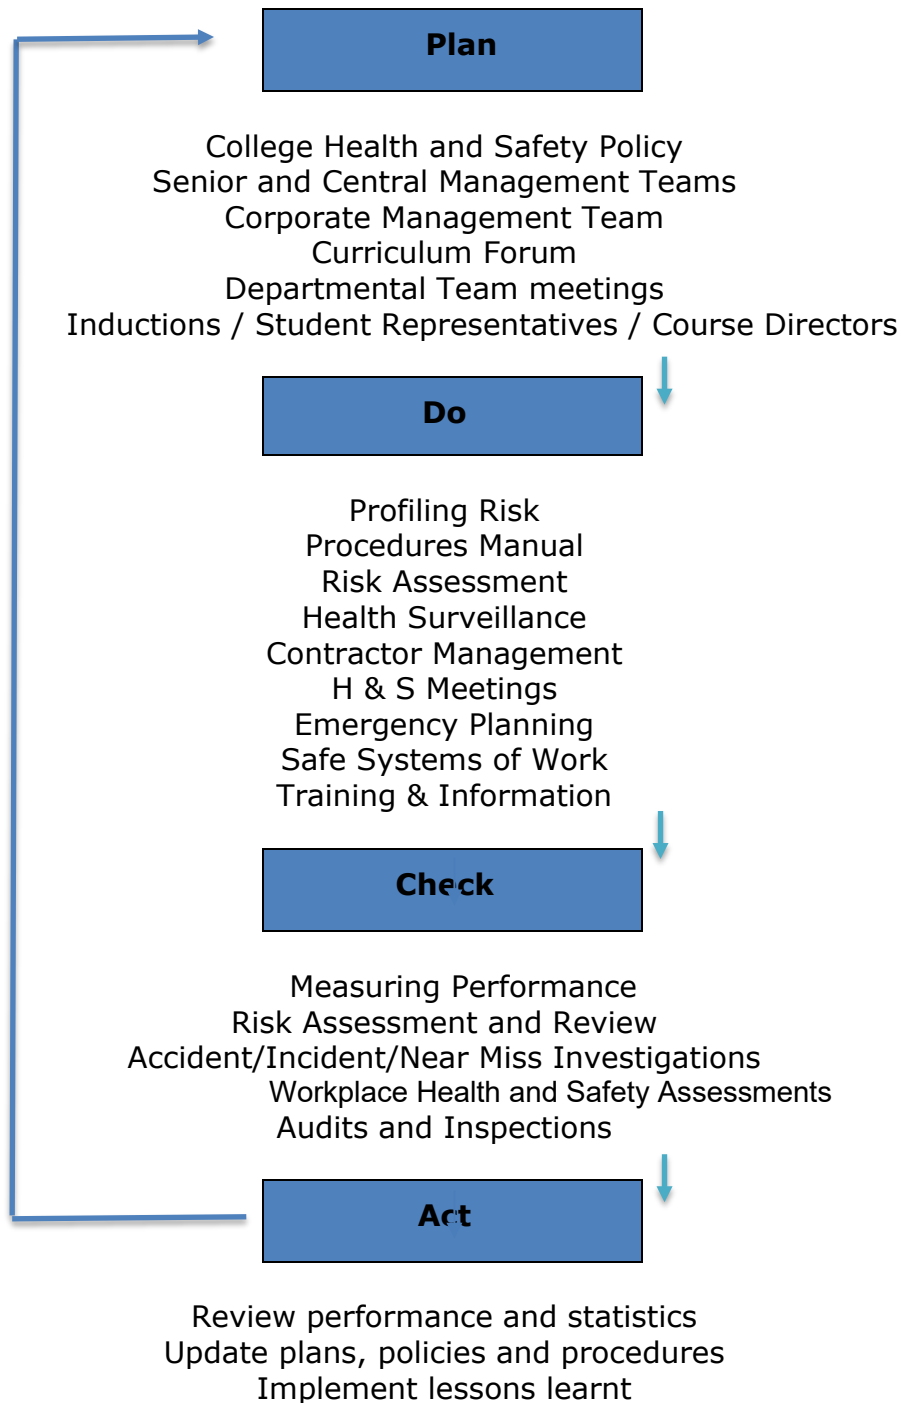 Plan
College Health and Safety Policy
Senior and Central Management Teams
Corporate Management Team
Curriculum Forum
Departmental Team meetings
Inductions / Student Representatives / Course Directors
Do
Profiling Risk
Procedures Manual
Risk Assessment
Health Surveillance
Contractor Management
H & S Meetings
Emergency Planning
Safe Systems of Work
Training & Information
Check
Measuring Performance
Risk Assessment and Review
Accident/Incident/Near Miss Investigations
Workplace Health and Safety Assessments
Audits and Inspections
Act
Review performance and statistics
Update plans, policies and procedures
Implement lessons learnt